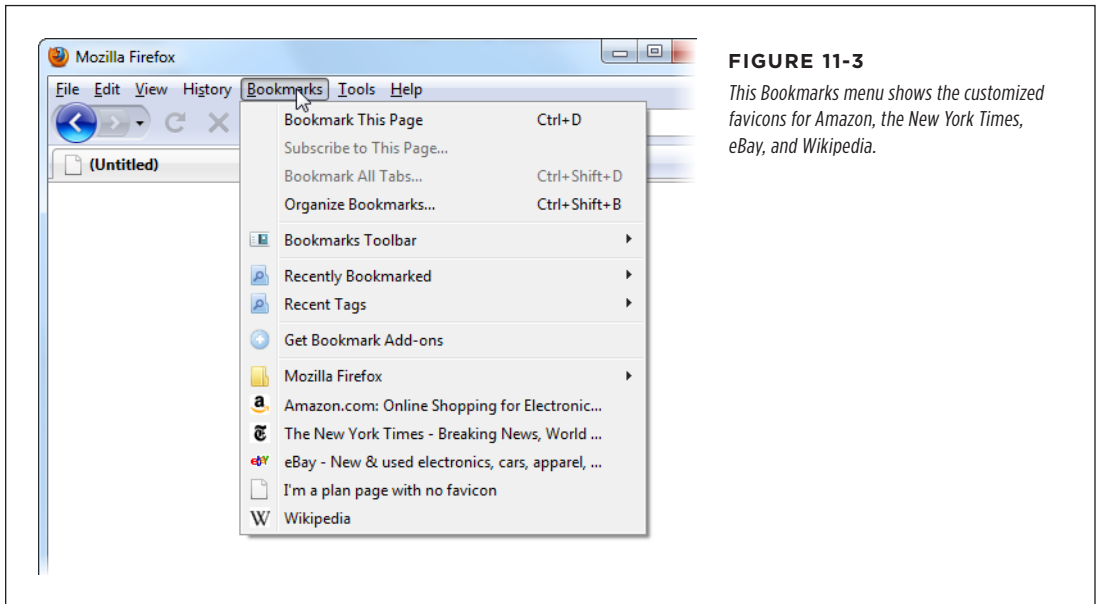 Mozilla Firefox
File Edit View History Bookmarks Tools Help
(Untitled)
Bookmark This Page Ctrl+D
Subscribe to This Page...
Bookmark All Tabs... Ctrl+Shift+D
Organize Bookmarks... Ctrl+Shift+B
Bookmarks Toolbar
Recently Bookmarked
Recent Tags
Get Bookmark Add-ons
Mozilla Firefox
a Amazon.com: Online Shopping for Electronic...
The New York Times - Breaking News, World ...
ebY eBay - New & used electronics, cars, apparel, ...
I'm a plan page with no favicon
W Wikipedia
FIGURE 11-3
This Bookmarks menu shows the customized
favicons for Amazon, the New York Times,
eBay, and Wikipedia.